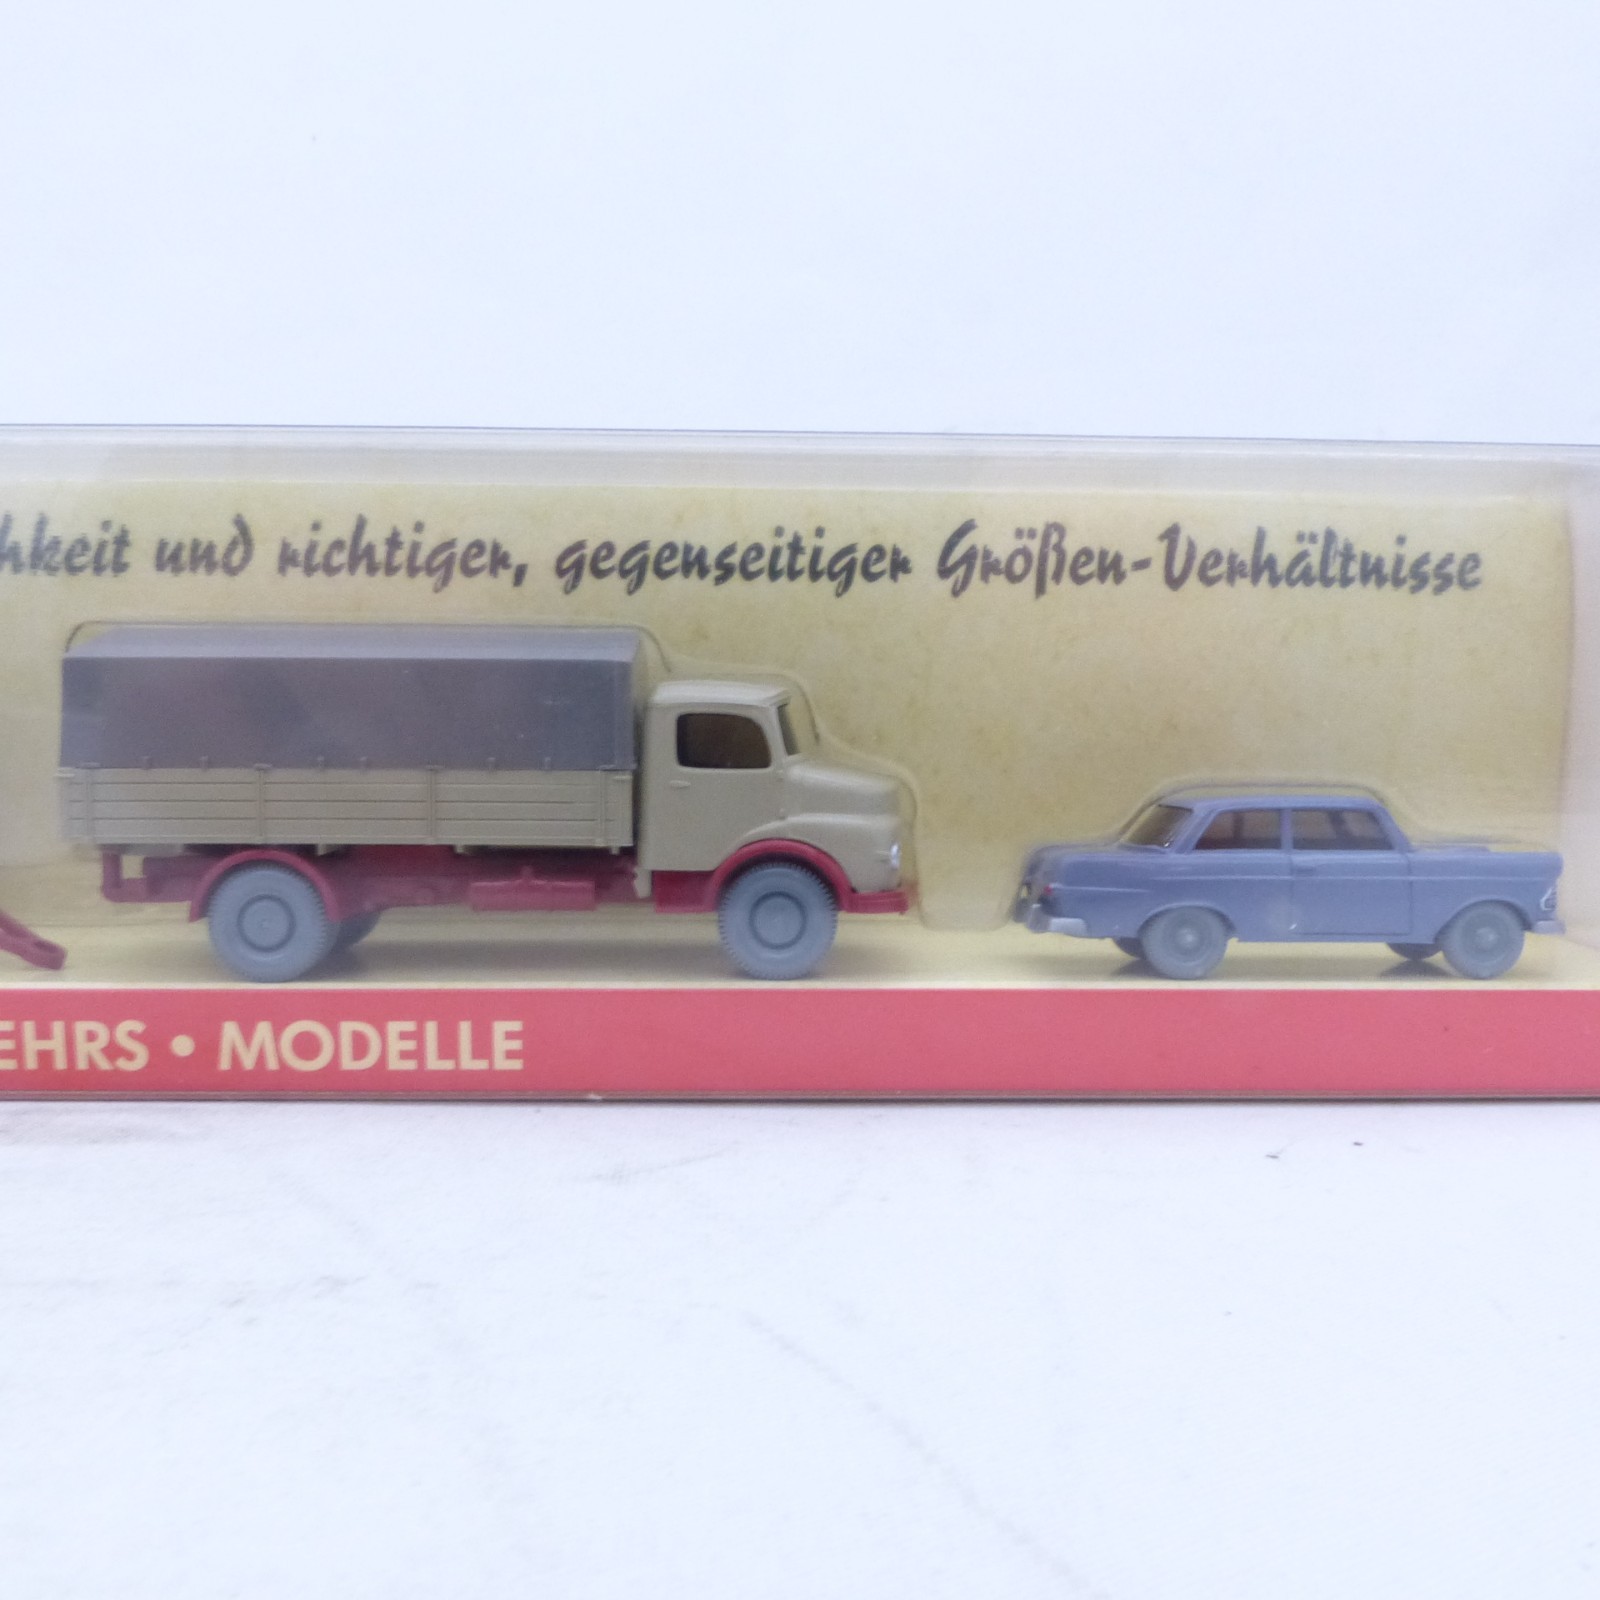 hkeit und richtiger, gegenseitiger Größen-Verhältnisse
EHRS • MODELLE